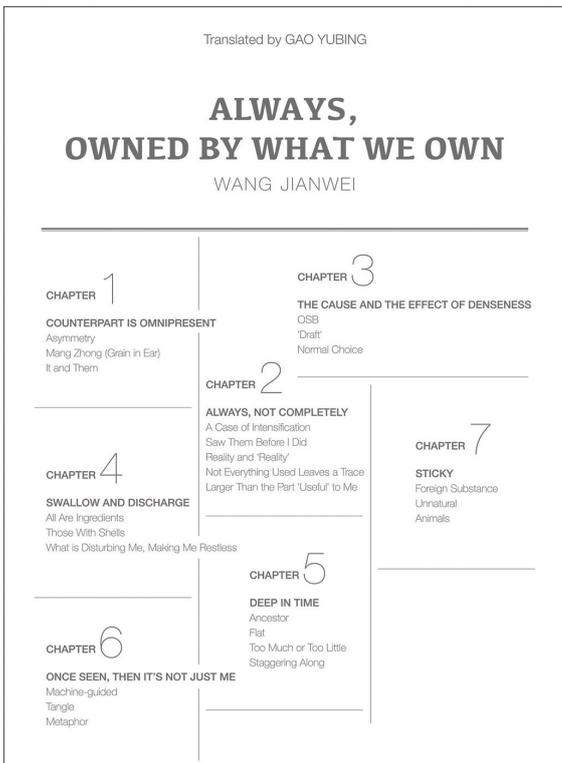 Translated by GAO YUBING
ALWAYS,
OWNED BY WHAT WE OWN
WANG JIANWEI
CHAPTER 1
COUNTERPART IS OMNIPRESENT
Asymmetry
Mang Zhong (Grain in Ear)
It and Them
CHAPTER 2
ALWAYS, NOT COMPLETELY
A Case of Intensification
Saw Them Before I Did
Reality and 'Reality'
Not Everything Used Leaves a Trace
Larger Than the Part 'Useful' to Me
CHAPTER 3
THE CAUSE AND THE EFFECT OF DENSENESS
OSB
'Draft'
Normal Choice
CHAPTER 4
SWALLOW AND DISCHARGE
All Are Ingredients
Those With Shells
What is Disturbing Me, Making Me Restless
CHAPTER 5
DEEP IN TIME
Ancestor
Flat
Too Much or Too Little
Staggering Along
CHAPTER 6
ONCE SEEN, THEN IT'S NOT JUST ME
Machine-guided
Tangle
Metaphor
CHAPTER 7
STICKY
Foreign Substance
Unnatural
Animals